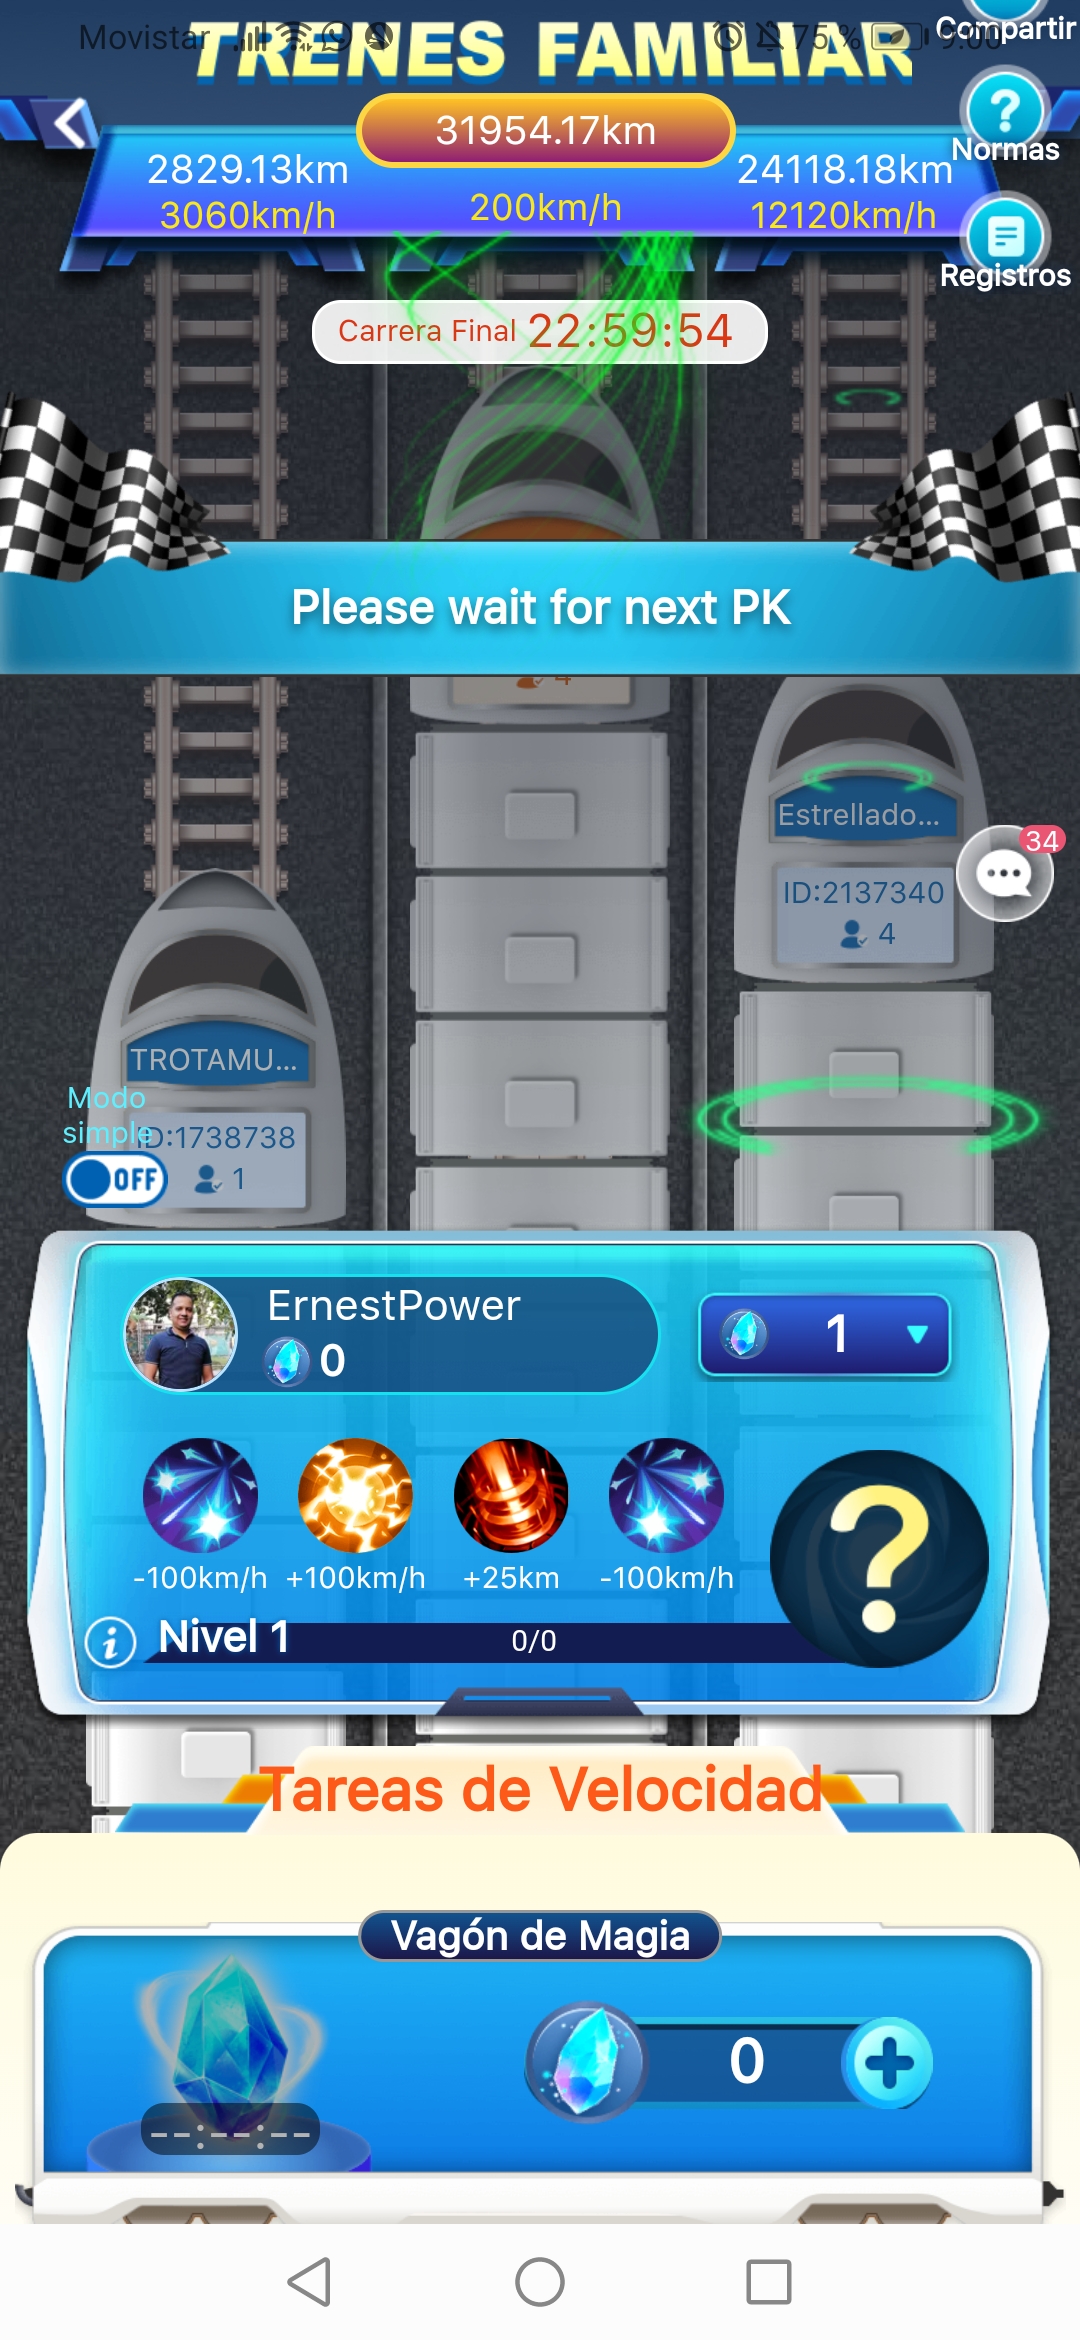 Movistar
75 %
TRENES FAMILIAR
Compartir
31954.17km
2829.13km
24118.18km
Normas
3060km/h
200km/h
12120km/h
Registros
Carrera Final 22:59:54
Please wait for next PK
4
Estrellado...
34
ID:2137340
4
TROTAMU...
Modo
simple
ID:1738738
OFF
1
ErnestPower
0
1
-100km/h
+100km/h
+25km
-100km/h
?
Nivel 1
0/0
Tareas de Velocidad
Vagón de Magia
0
--:--:--